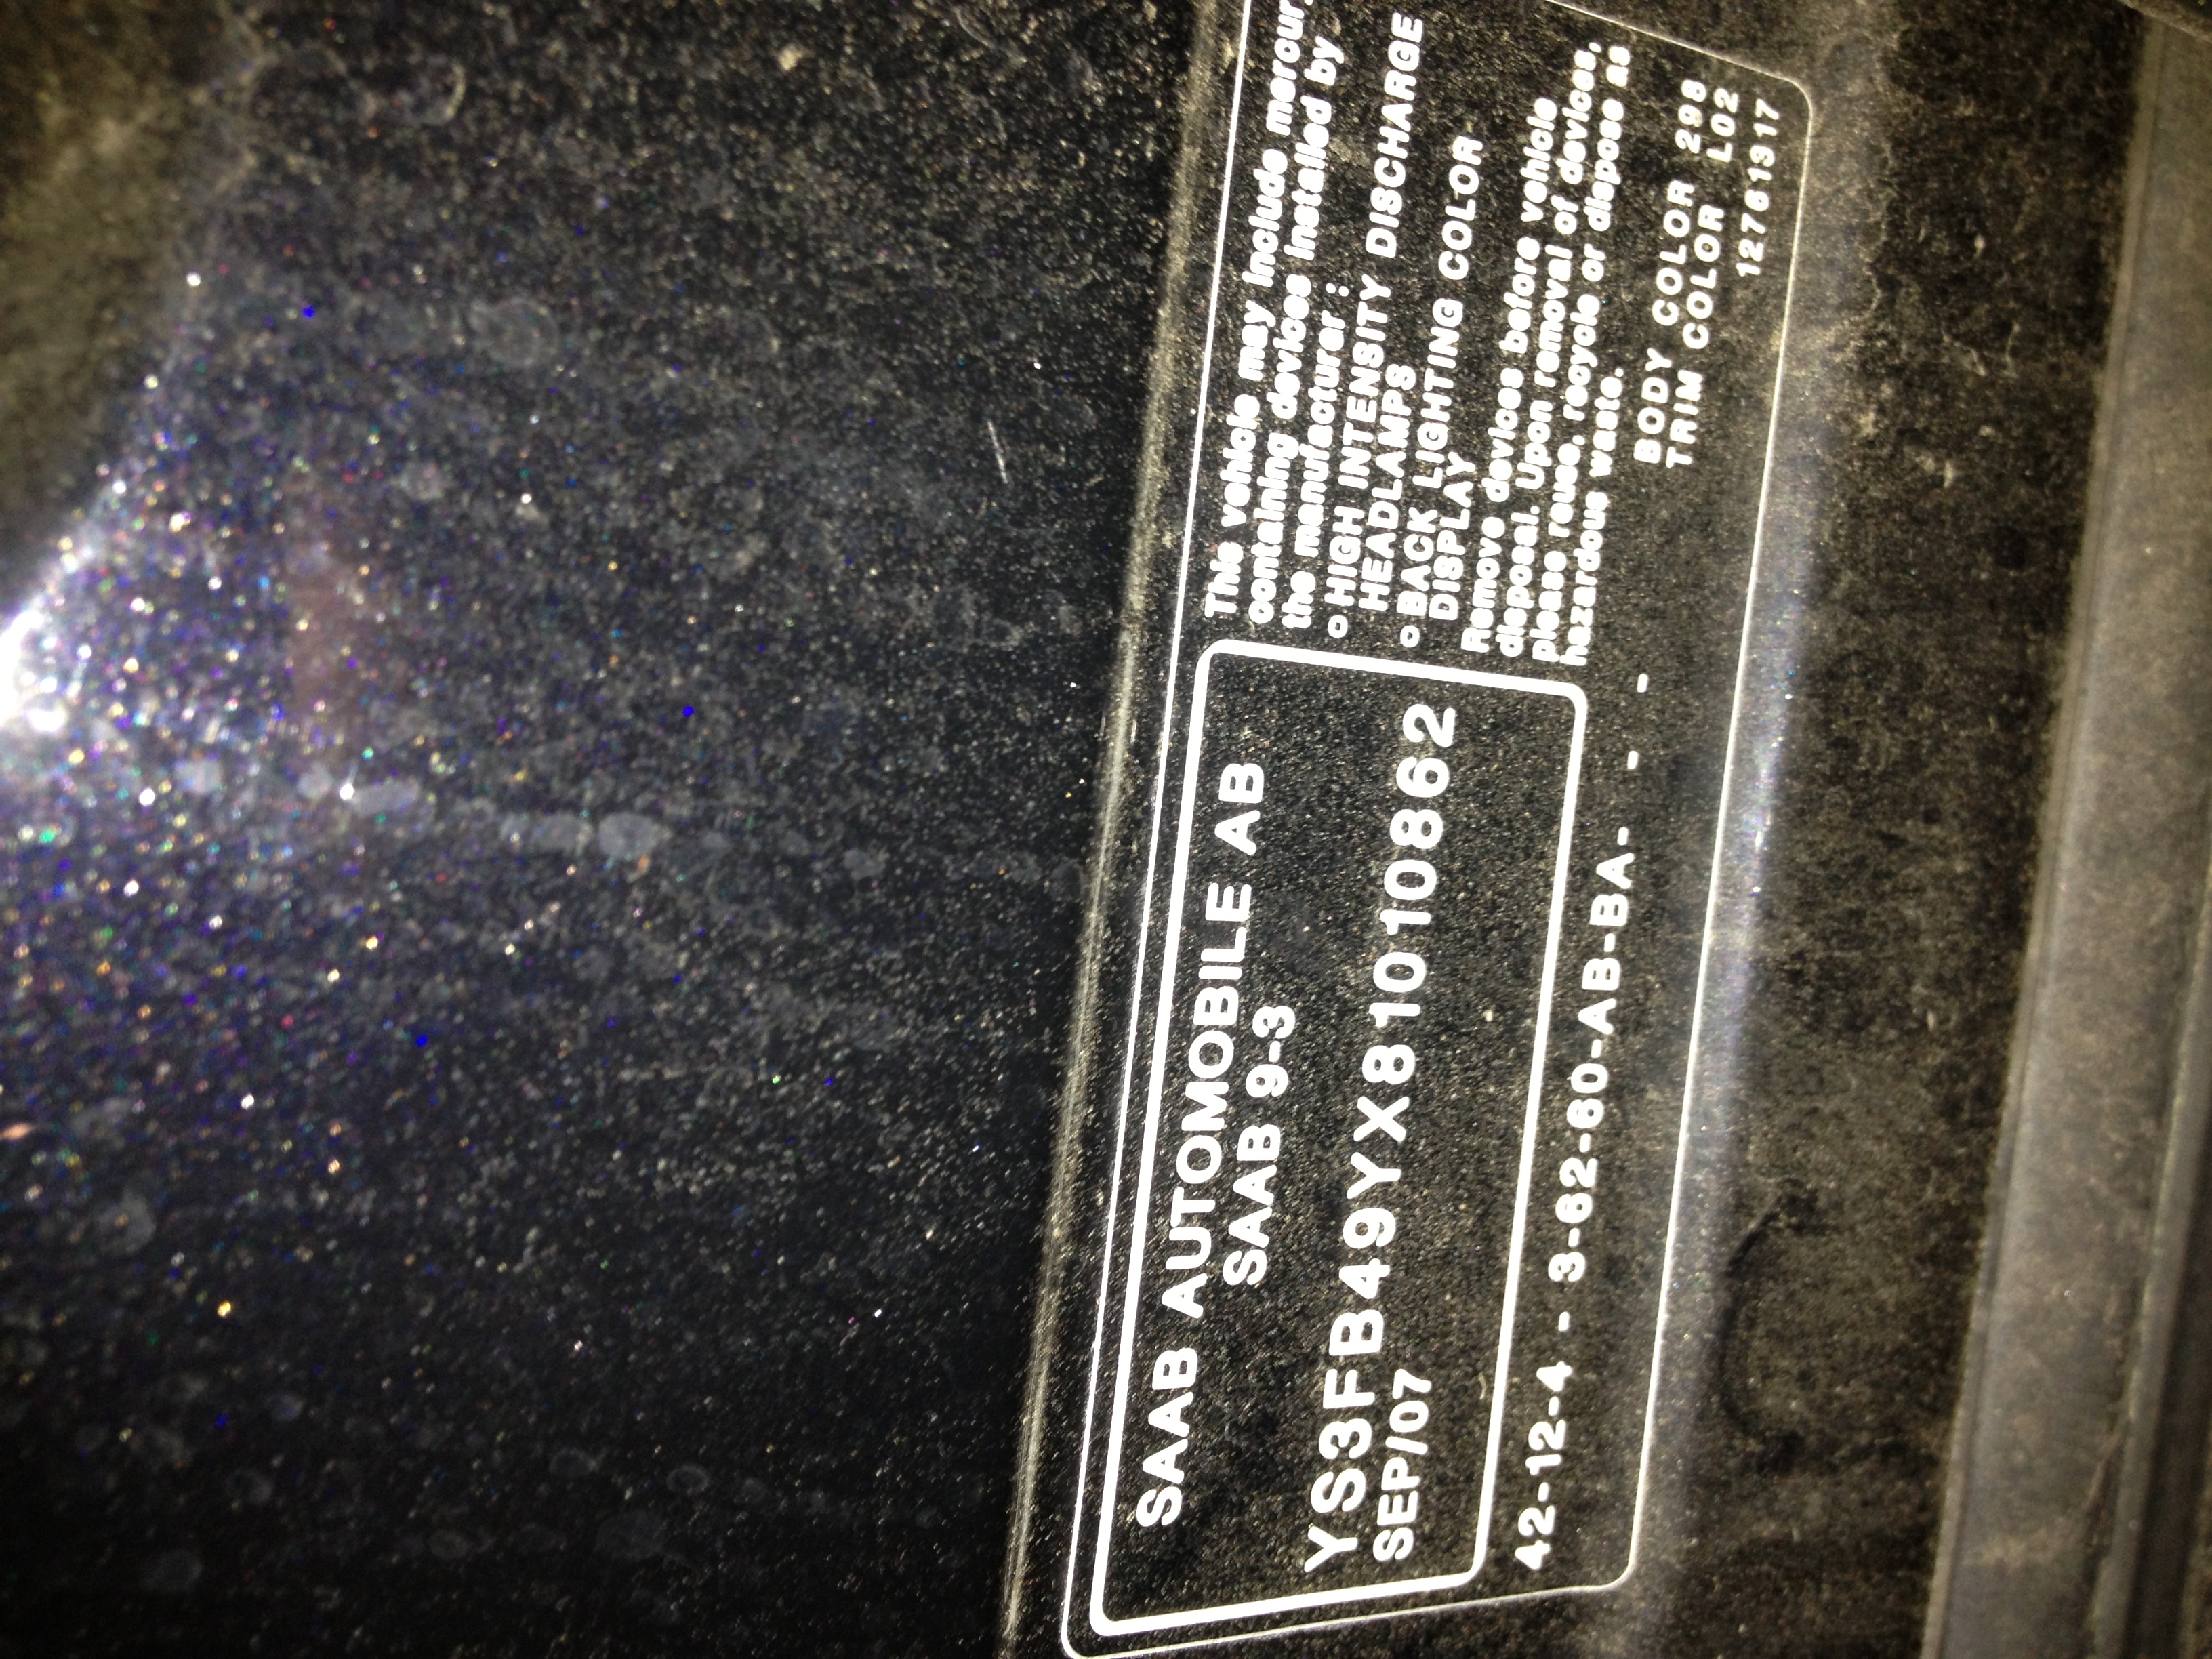 SAAB AUTOMOBILE AB
SAAB 9-3
YS3FB49YX81010862
SEP/07
42-12-4 - 3-62-60-AB-BA- - -
This vehicle may include mercury
containing devices installed by
the manufacturer :
o HIGH INTENSITY DISCHARGE
HEADLAMPS
o BACK LIGHTING COLOR
DISPLAY
Remove devices before vehicle
disposal. Upon removal of devices,
please reuse, recycle or dispose as
hazardous waste.
BODY COLOR 298
TRIM COLOR L02
127613317